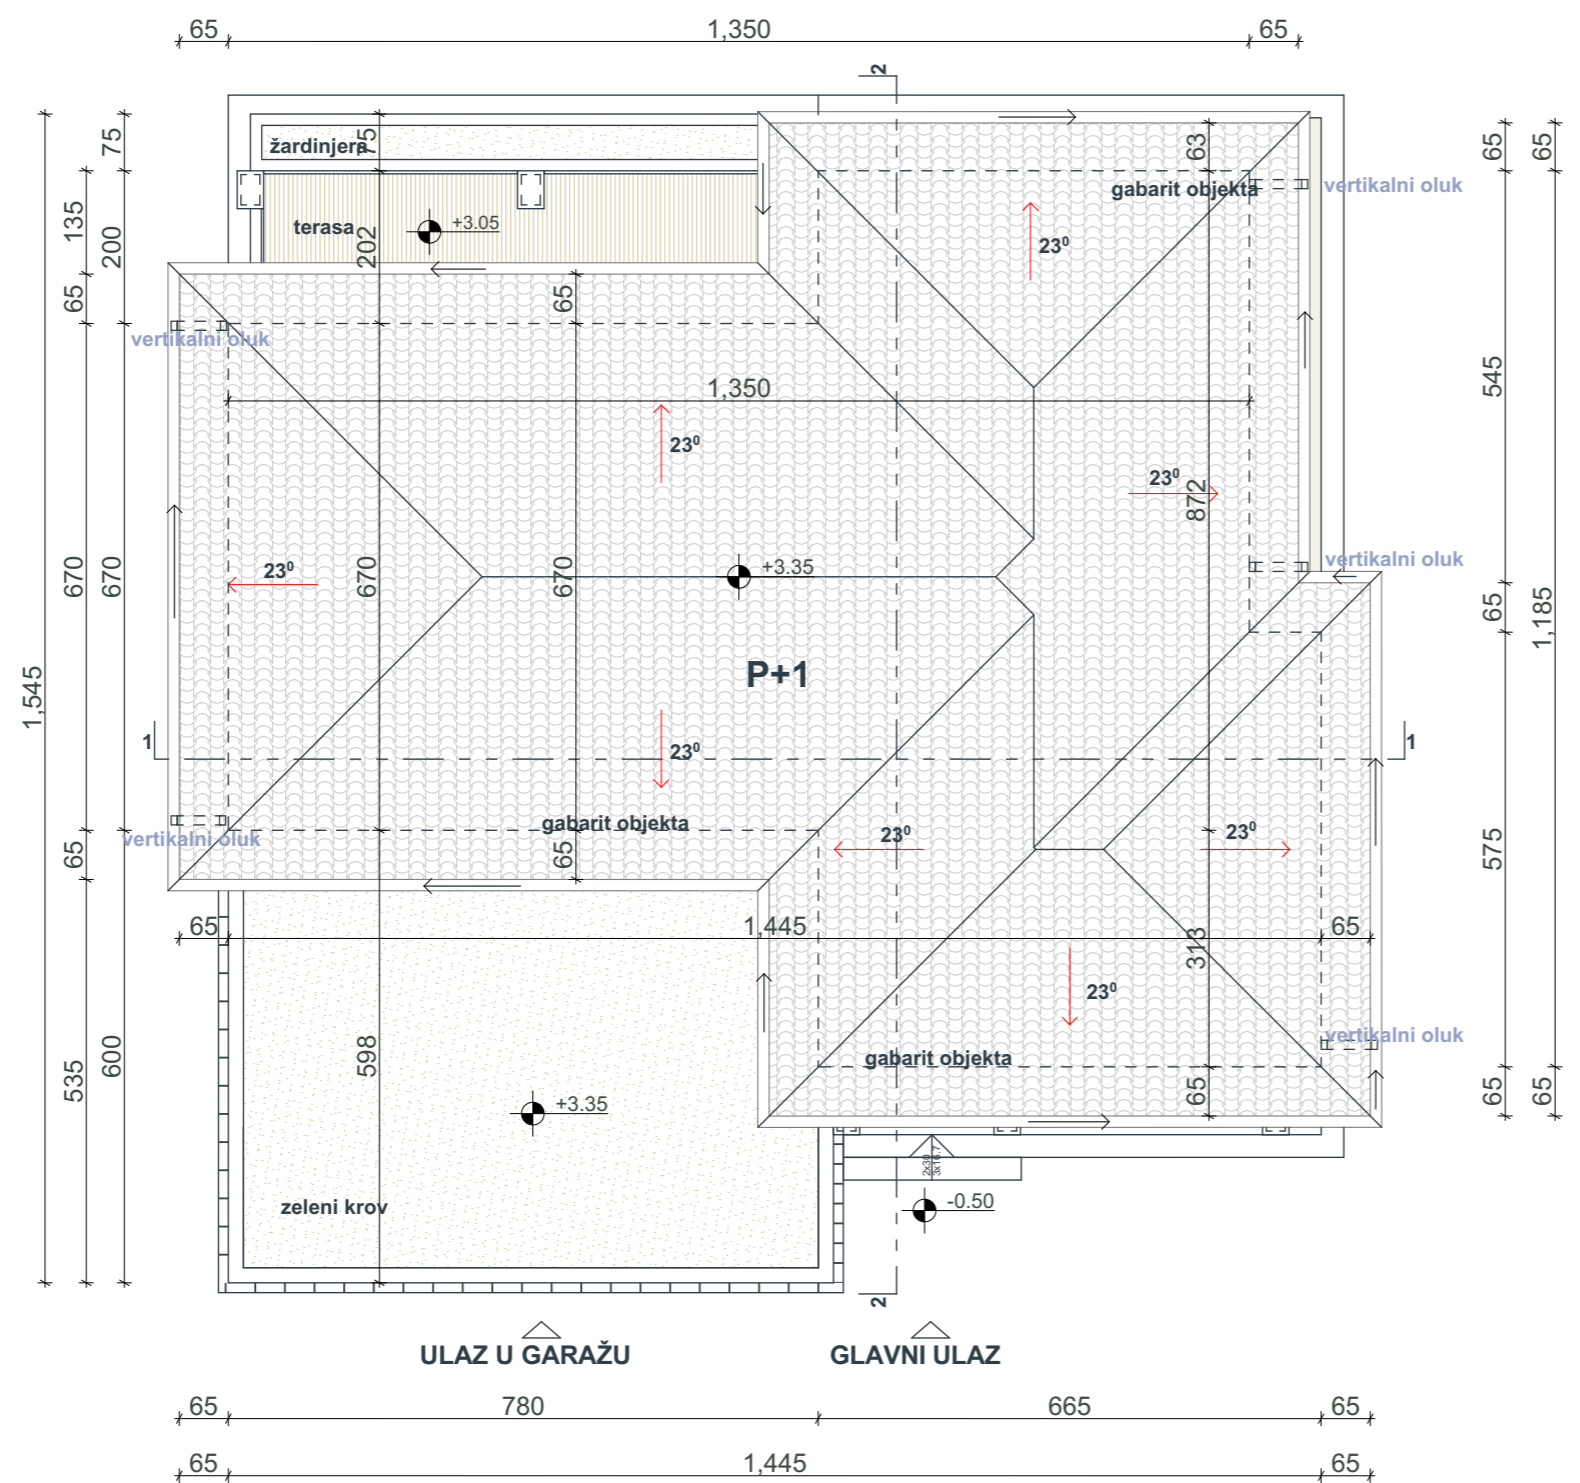 65 1,350 65
2
75 75 63 65 65
žardinjera
gabarit objekta vertikalni oluk
135 200 terasa 202 +3.05
23⁰
65 65
vertikalni oluk
1,350 545
23⁰
23⁰
872
vertikalni oluk
670 670 23⁰ 670 670 +3.35
65 1,185
1,545 P+1
1 23⁰ 1
gabarit objekta 23⁰ 23⁰
vertikalni oluk
65 65 575
65 1,445 65
313
23⁰
535 600 598 gabarit objekta vertikalni oluk
65 65 65
+3.35
2x30
3x16.7
zeleni krov -0.50
2
ULAZ U GARAŽU GLAVNI ULAZ
65 780 665 65
65 1,445 65